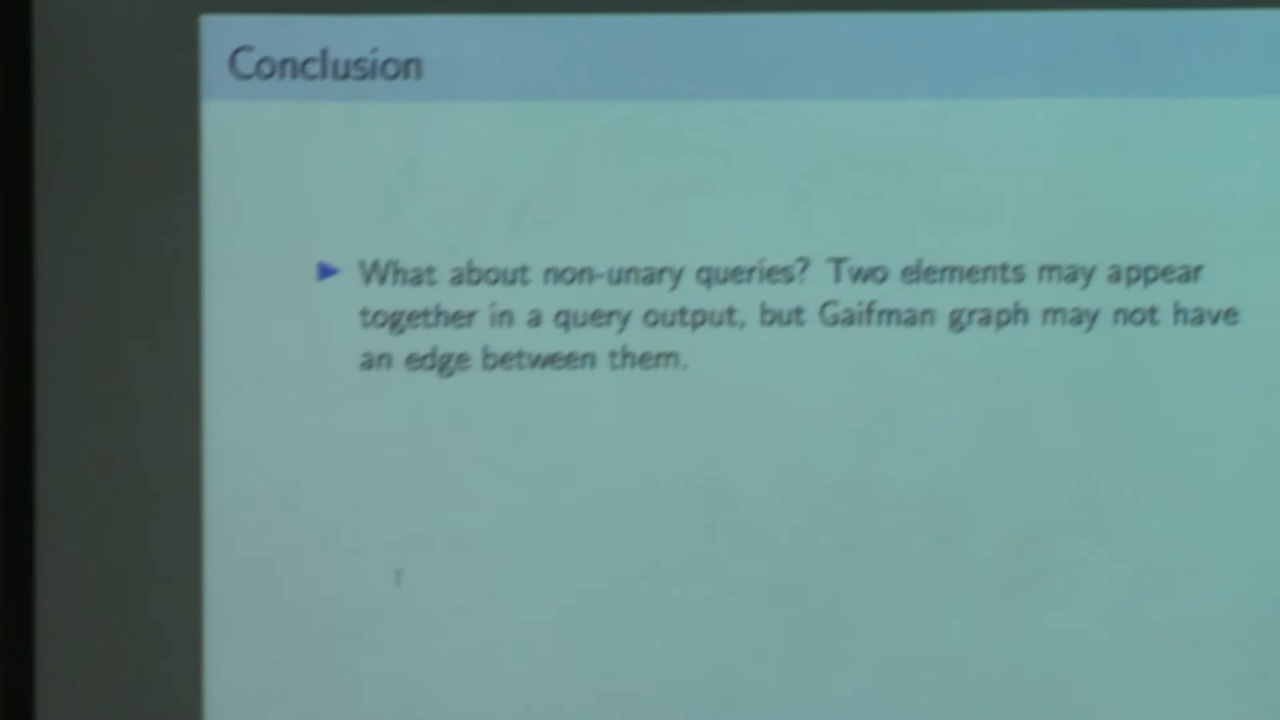 Conclusion
What about non-unary queries? Two elements may appear
together in a query output, but Gaifman graph may not have
an edge between them.